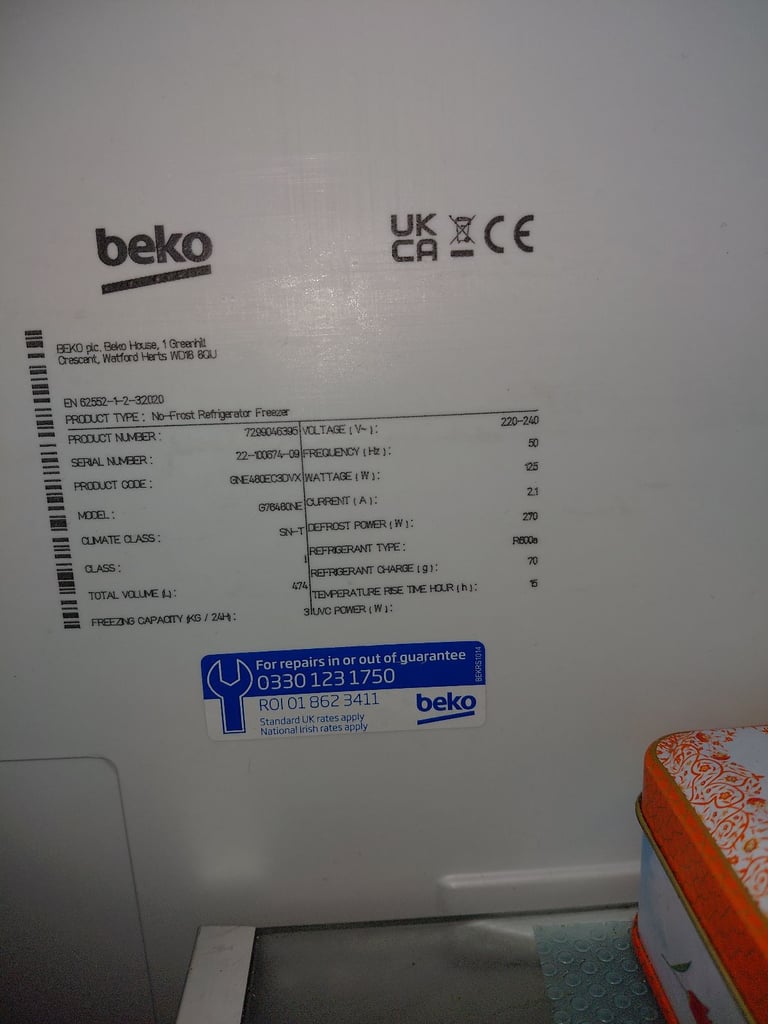 beko
UK
CA
CE
BEKO plc. Beko House, 1 Greenhill
Crescent, Watford Herts WD18 8QU
EN 62552-1-2-3:2020
PRODUCT TYPE : No-Frost Refrigerator Freezer
PRODUCT NUMBER : 7299046395
SERIAL NUMBER : 22-100674-09
PRODUCT CODE : GNE480EC3DVX
MODEL : G76480NE
CLIMATE CLASS : SN-T
CLASS : I
TOTAL VOLUME (L) : 474
FREEZING CAPACITY (KG / 24H) : 3
VOLTAGE ( V~ ) : 220-240
FREQUENCY ( Hz ) : 50
WATTAGE ( W ) : 125
CURRENT ( A ) : 2.1
DEFROST POWER ( W ) : 270
REFRIGERANT TYPE : R600a
REFRIGERANT CHARGE ( g ) : 70
TEMPERATURE RISE TIME HOUR ( h ) : 15
UVC POWER ( W ) :
For repairs in or out of guarantee
0330 123 1750
ROI 01 862 3411
Standard UK rates apply
National Irish rates apply
beko
BEKRS1014